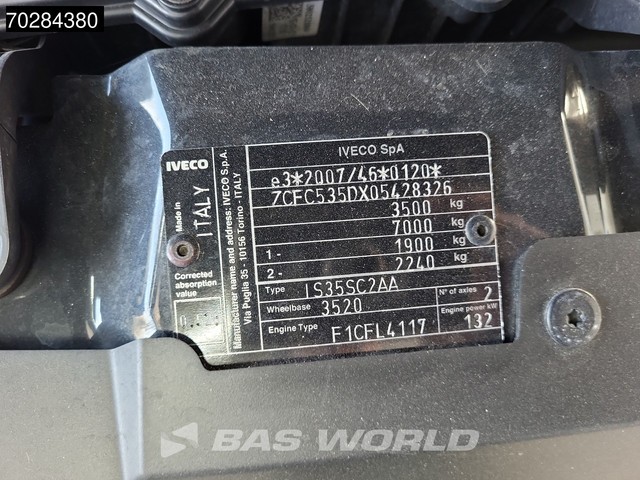 70284380
IVECO SpA
IVECO
e3*2007/46*0120*
ZCFC535DX05428326
3500 kg
7000 kg
1- 1900 kg
2- 2240 kg
Type IS35SC2AA N° of axles 2
Wheelbase 3520 Engine power kW
Engine Type F1CFL4117 132
Made in ITALY
Corrected
absorption
value
Manufacturer name and address: IVECO S.p.A.
Via Puglia 35 - 10156 Torino - ITALY
BAS WORLD